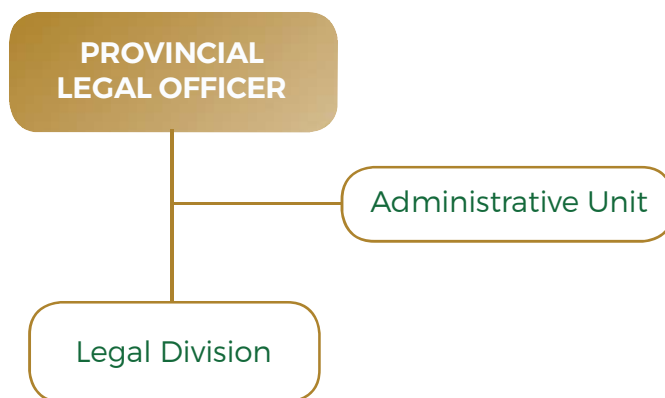 PROVINCIAL
LEGAL OFFICER
Administrative Unit
Legal Division